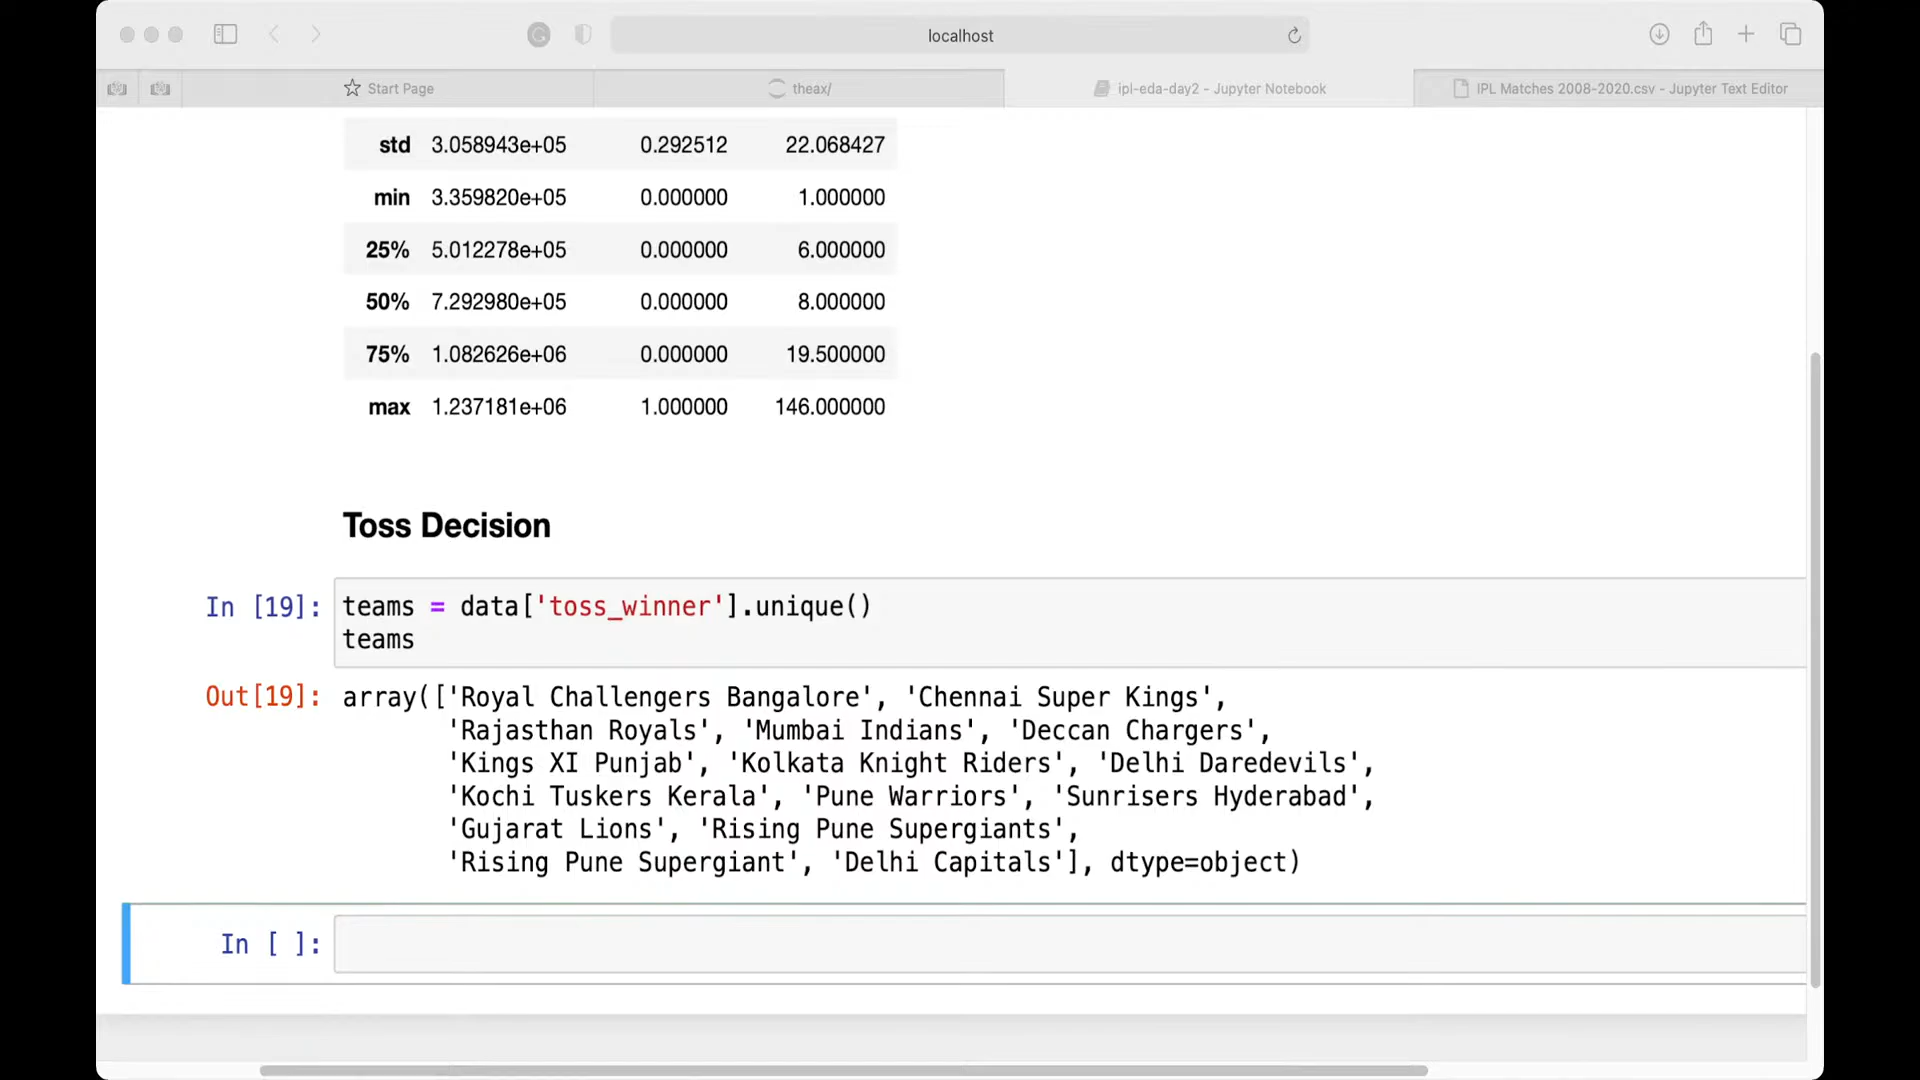 localhost
Start Page
theax/
ipl-eda-day2 - Jupyter Notebook
IPL Matches 2008-2020.csv - Jupyter Text Editor
std 3.058943e+05 0.292512 22.068427
min 3.359820e+05 0.000000 1.000000
25% 5.012278e+05 0.000000 6.000000
50% 7.292980e+05 0.000000 8.000000
75% 1.082626e+06 0.000000 19.500000
max 1.237181e+06 1.000000 146.000000
Toss Decision
In [19]: teams = data['toss_winner'].unique()
teams
Out[19]: array(['Royal Challengers Bangalore', 'Chennai Super Kings',
'Rajasthan Royals', 'Mumbai Indians', 'Deccan Chargers',
'Kings XI Punjab', 'Kolkata Knight Riders', 'Delhi Daredevils',
'Kochi Tuskers Kerala', 'Pune Warriors', 'Sunrisers Hyderabad',
'Gujarat Lions', 'Rising Pune Supergiants',
'Rising Pune Supergiant', 'Delhi Capitals'], dtype=object)
In [ ]: